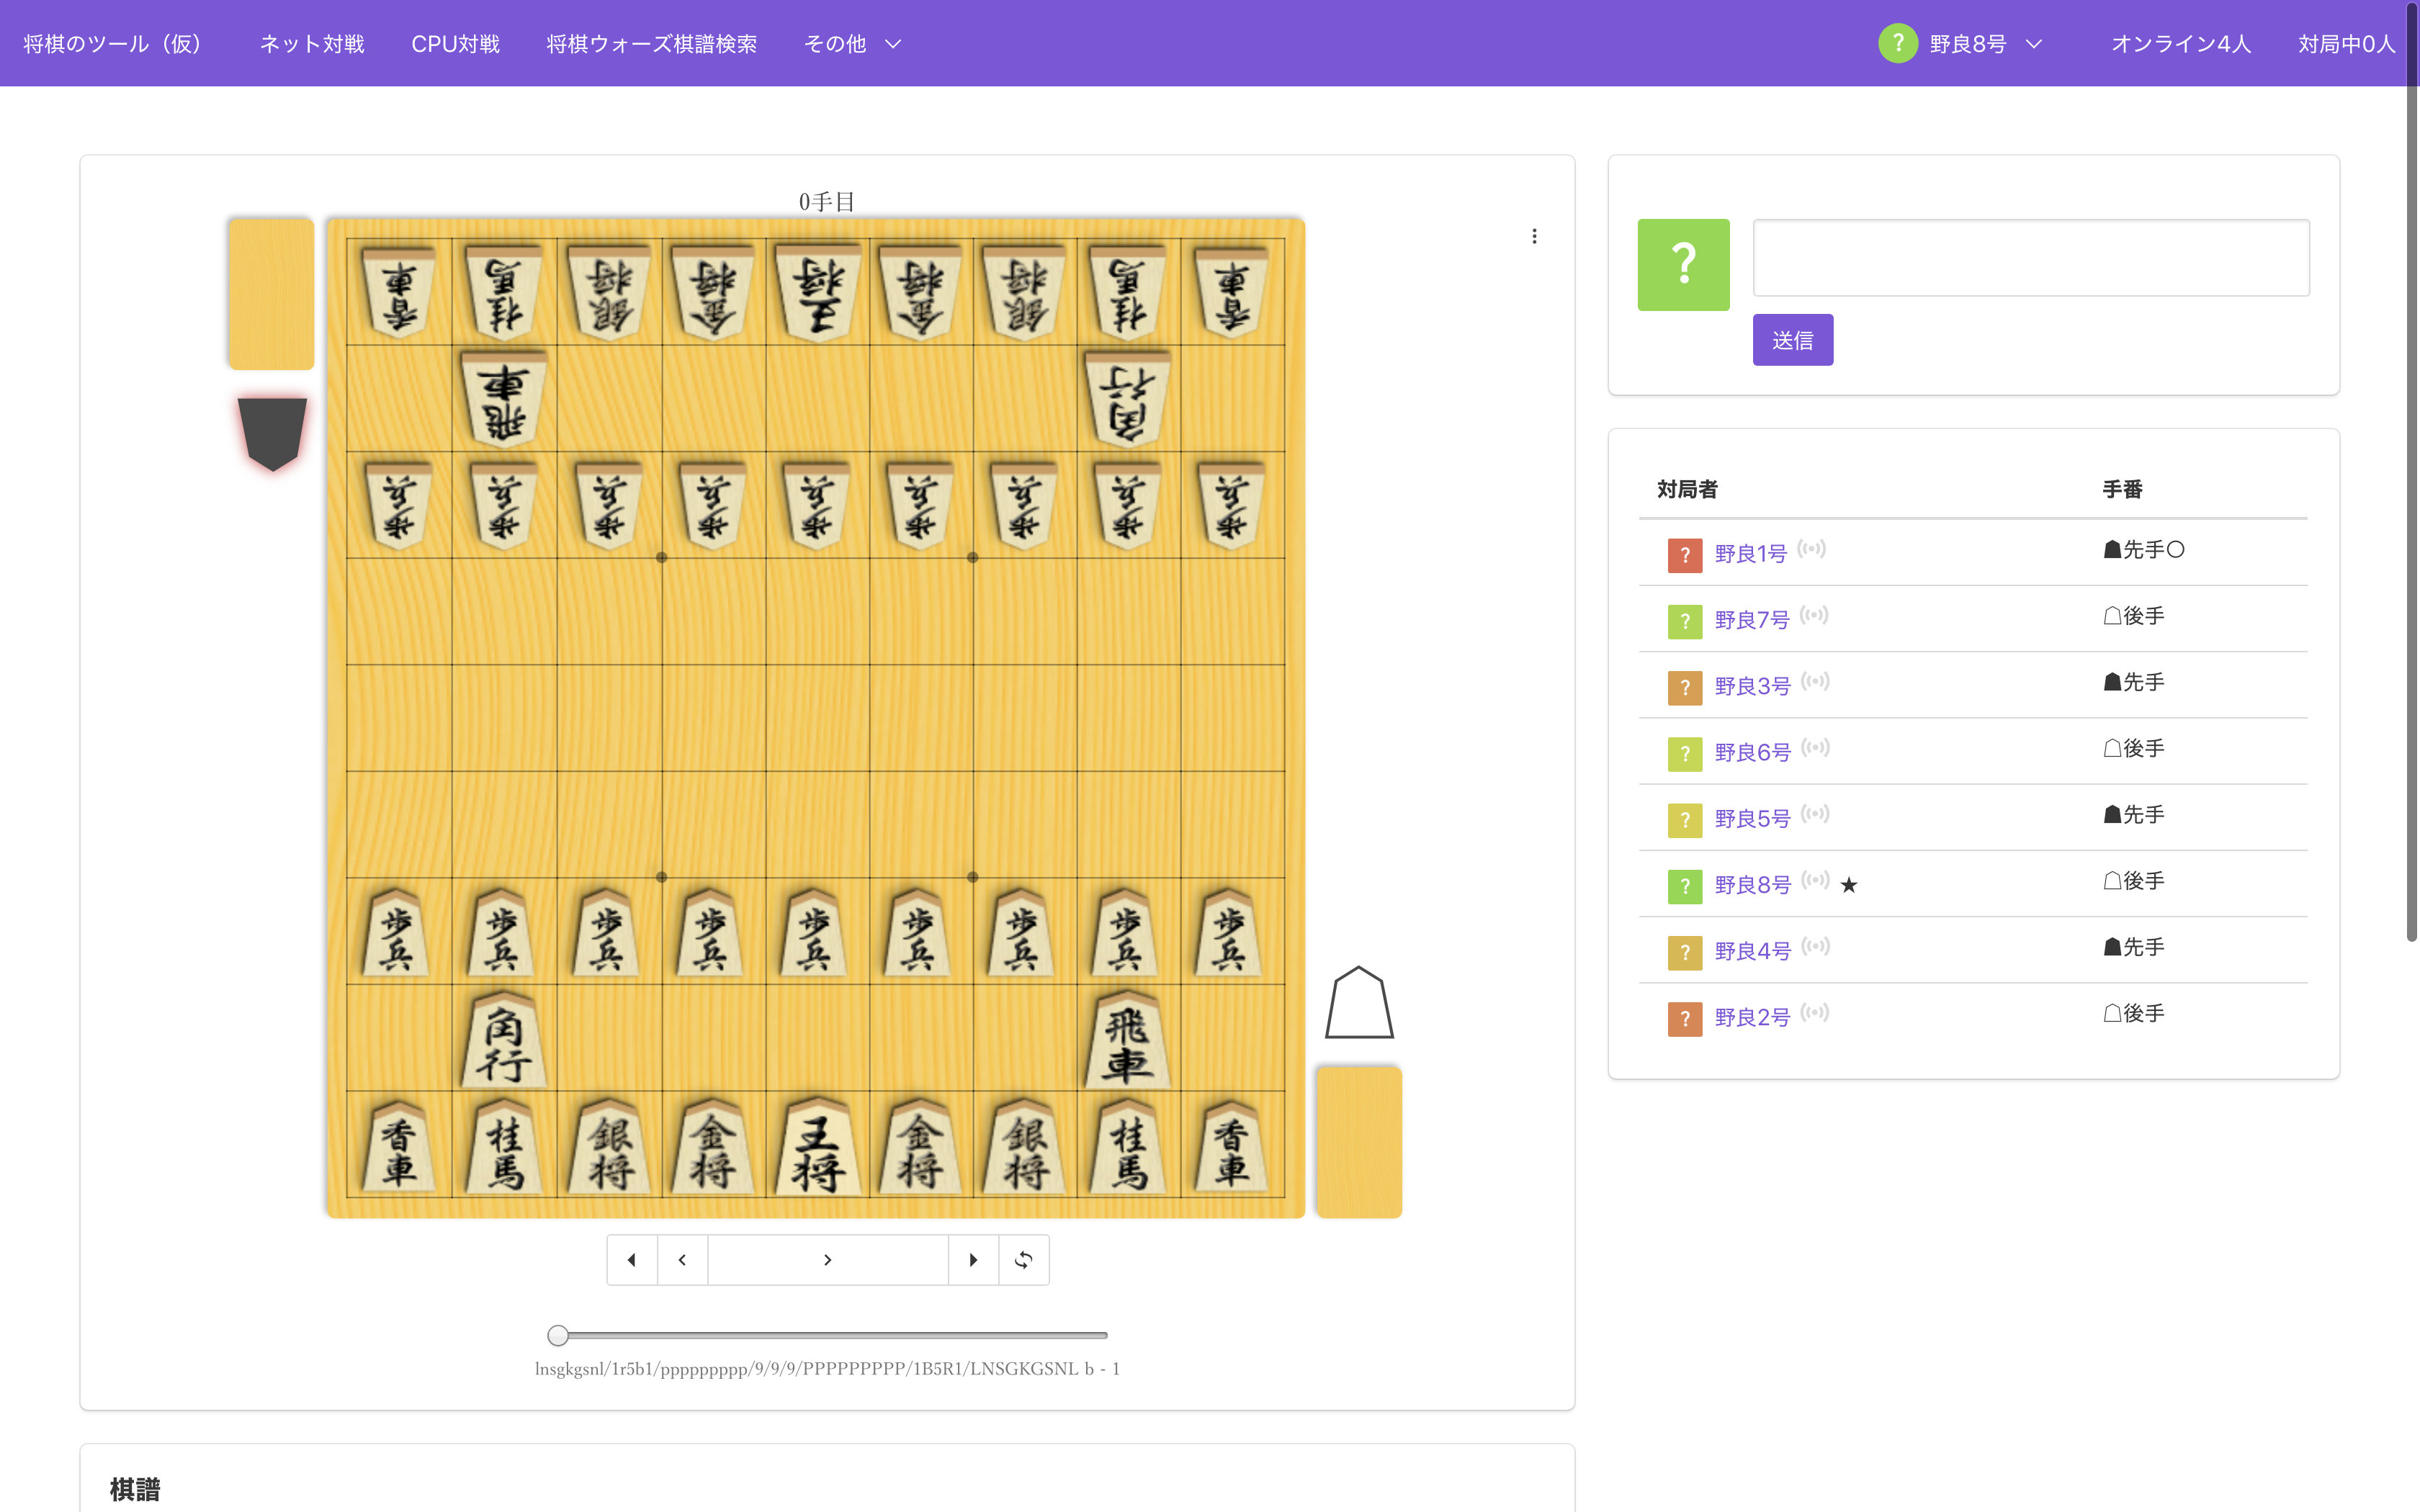 将棋のツール（仮） ネット対戦 CPU対戦 将棋ウォーズ棋譜検索 その他 ? 野良8号 オンライン4人 対局中0人
0手目
香車 桂馬 銀将 金将 王将 金将 銀将 桂馬 香車
飛車 角行
歩兵 歩兵 歩兵 歩兵 歩兵 歩兵 歩兵 歩兵 歩兵
歩兵 歩兵 歩兵 歩兵 歩兵 歩兵 歩兵 歩兵 歩兵
角行 飛車
香車 桂馬 銀将 金将 王将 金将 銀将 桂馬 香車
lnsgkgsnl/1r5b1/ppppppppp/9/9/9/PPPPPPPPP/1B5R1/LNSGKGSNL b - 1
棋譜
?
送信
対局者 手番
? 野良1号 ☗先手○
? 野良7号 ☖後手
? 野良3号 ☗先手
? 野良6号 ☖後手
? 野良5号 ☗先手
? 野良8号 ★ ☖後手
? 野良4号 ☗先手
? 野良2号 ☖後手